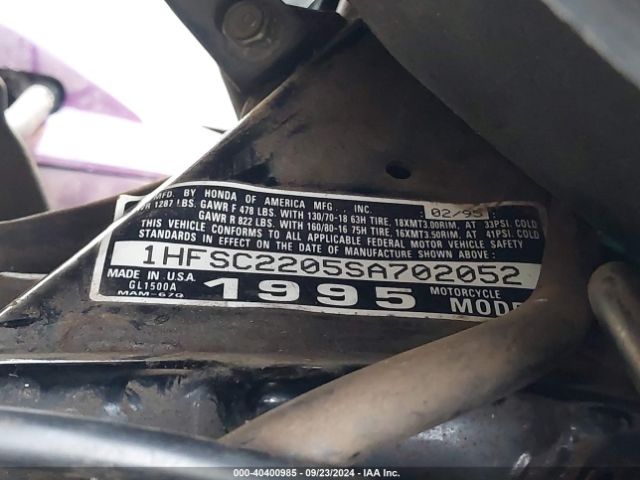 MFD. BY HONDA OF AMERICA MFG., INC. 02/95
1287 LBS. GAWR F 478 LBS. WITH 130/70-18 63H TIRE, 18XMT3.00RIM, AT 33PSI. COLD
GAWR R 822 LBS. WITH 160/80-16 75H TIRE, 16XMT3.50RIM, AT 41PSI. COLD
THIS VEHICLE CONFORMS TO ALL APPLICABLE FEDERAL MOTOR VEHICLE SAFETY
STANDARDS IN EFFECT ON THE DATE OF MANUFACTURE SHOWN ABOVE.
1HFSC2205SA702052
MADE IN U.S.A.
GL1500A
MAM-67G
1995
MOTORCYCLE
000-40400985 - 09/23/2024 - IAA Inc.